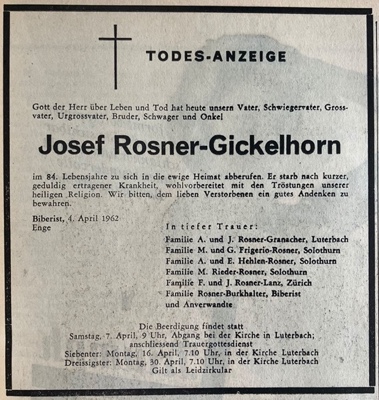 TODES-ANZEIGE
Gott der Herr über Leben und Tod hat heute unsern Vater, Schwiegervater, Gross-
vater, Urgrossvater, Bruder, Schwager und Onkel
Josef Rosner-Gickelhorn
im 84. Lebensjahre zu sich in die ewige Heimat abberufen. Er starb nach kurzer,
geduldig ertragener Krankheit, wohlvorbereitet mit den Tröstungen unserer
heiligen Religion. Wir bitten, dem lieben Verstorbenen ein gutes Andenken zu
bewahren.
Biberist, 4. April 1962
Enge
In tiefer Trauer:
Familie A. und J. Rosner-Granacher, Luterbach
Familie M. und G. Frigerio-Rosner, Solothurn
Familie A. und E. Hehlen-Rosner, Solothurn
Familie M. Rieder-Rosner, Solothurn
Familie F. und J. Rosner-Lanz, Zürich
Familie Rosner-Burkhalter, Biberist
und Anverwandte
Die Beerdigung findet statt
Samstag, 7. April, 9 Uhr, Abgang bei der Kirche in Luterbach;
anschliessend Trauergottesdienst
Siebenter: Montag, 16. April, 7.10 Uhr, in der Kirche Luterbach
Dreissigster: Montag, 30. April, 7.10 Uhr, in der Kirche Luterbach
Gilt als Leidzirkular